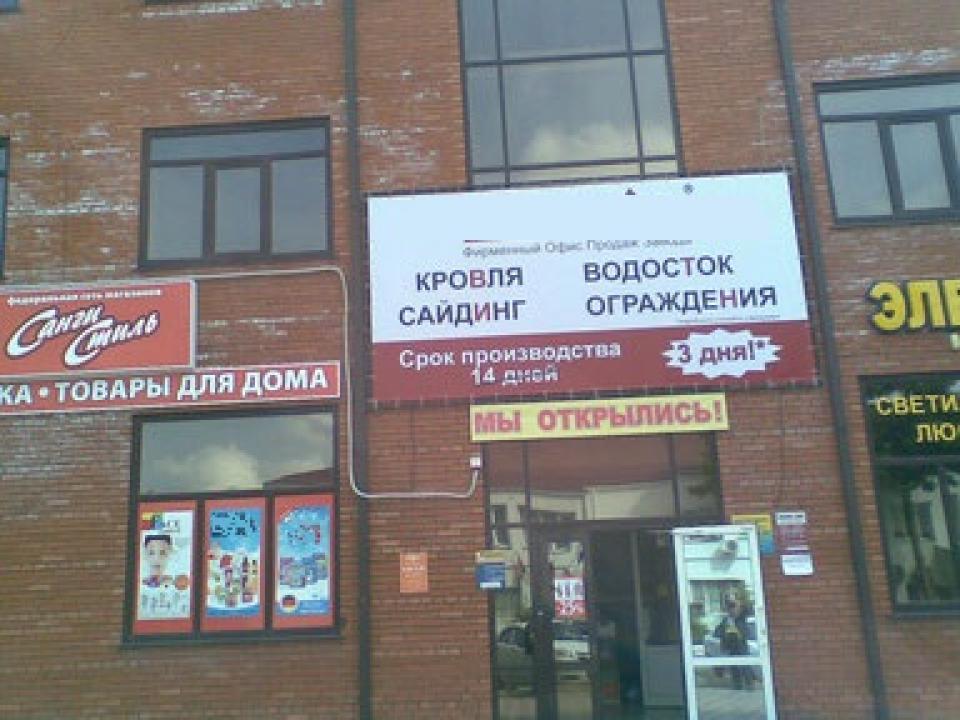 Федеральная сеть магазинов
Санги Стиль
КА • ТОВАРЫ ДЛЯ ДОМА
Фирменный Офис Продаж
КРОВЛЯ ВОДОСТОК
САЙДИНГ ОГРАЖДЕНИЯ
Срок производства
14 дней
3 дня!*
МЫ ОТКРЫЛИСЬ!
ЭЛ
СВЕТИ
ЛЮ
25%